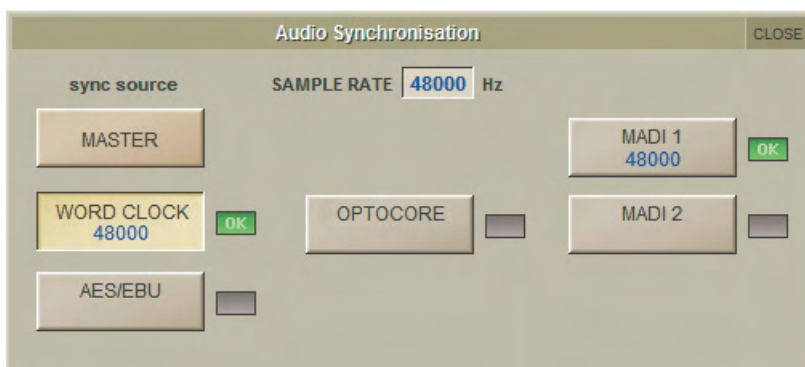 Audio Synchronisation
CLOSE
sync source
SAMPLE RATE 48000 Hz
MASTER
MADI 1
48000
OK
WORD CLOCK
48000
OK
OPTOCORE
MADI 2
AES/EBU